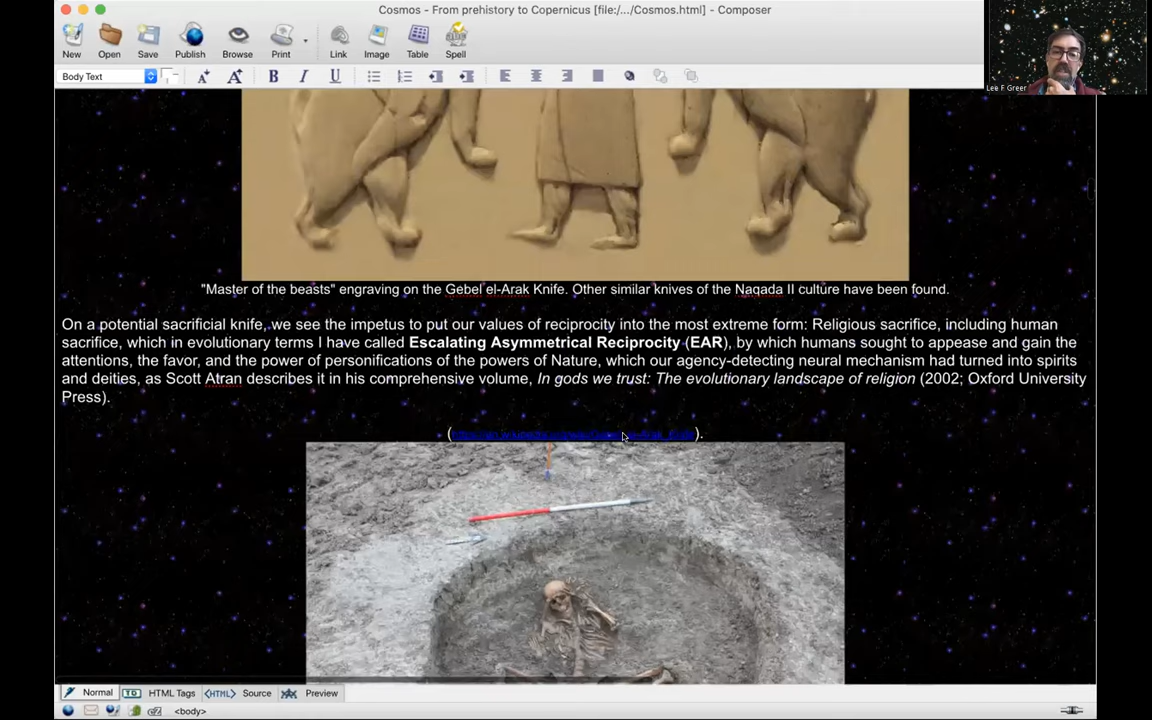 Cosmos - From prehistory to Copernicus [file:/.../Cosmos.html] - Composer
New Open Save Publish Browse Print Link Image Table Spell
Lee F Greer
Body Text
"Master of the beasts" engraving on the Gebel el-Arak Knife. Other similar knives of the Naqada II culture have been found.
On a potential sacrificial knife, we see the impetus to put our values of reciprocity into the most extreme form: Religious sacrifice, including human
sacrifice, which in evolutionary terms I have called Escalating Asymmetrical Reciprocity (EAR), by which humans sought to appease and gain the
attentions, the favor, and the power of personifications of the powers of Nature, which our agency-detecting neural mechanism had turned into spirits
and deities, as Scott Atran describes it in his comprehensive volume, In gods we trust: The evolutionary landscape of religion (2002; Oxford University
Press).
Normal HTML Tags Source Preview
<body>